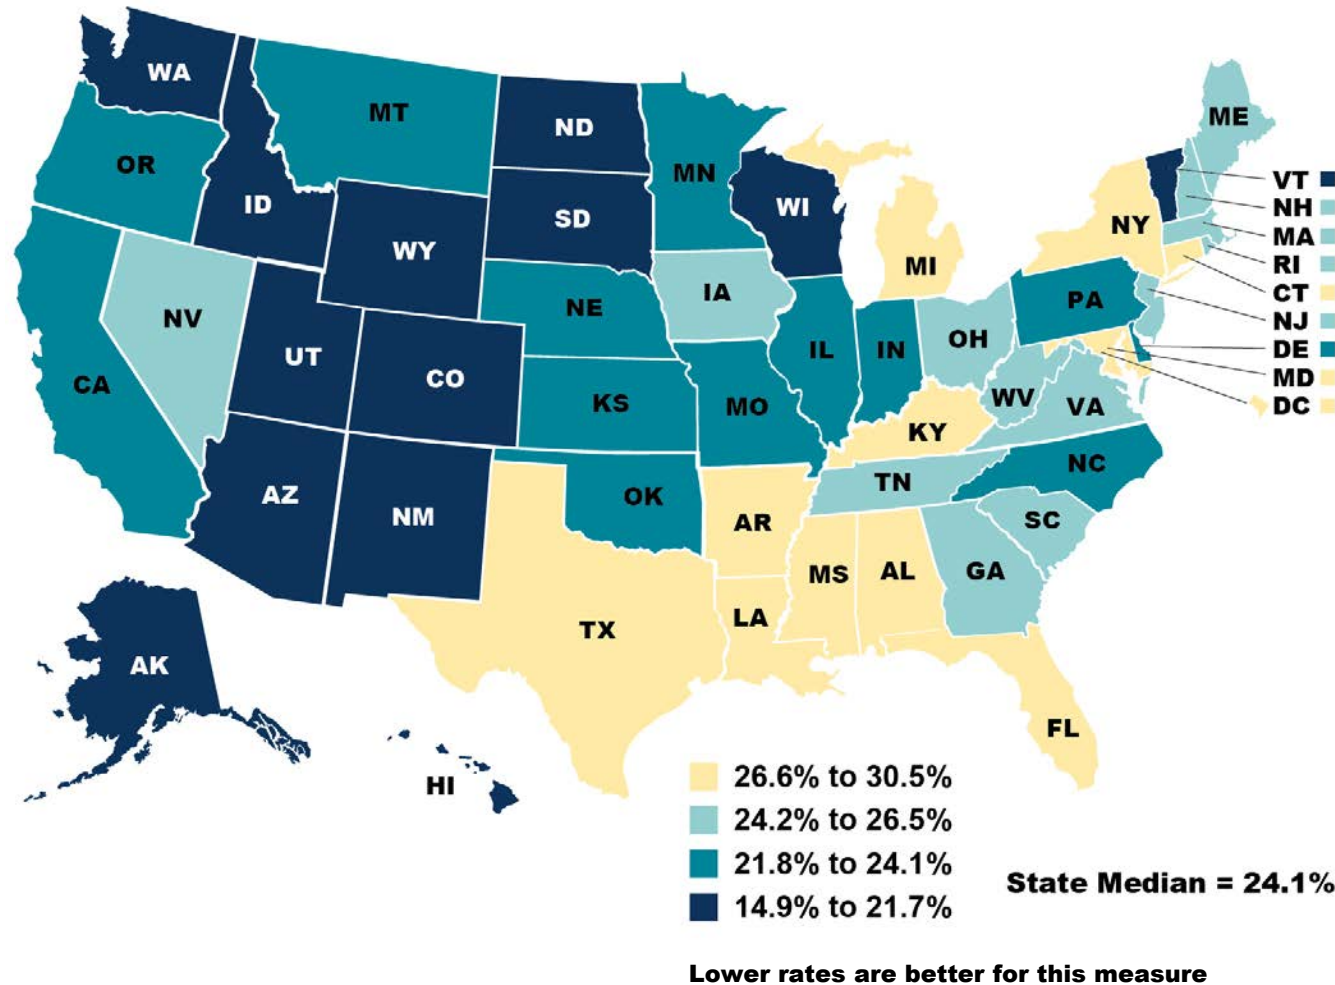 WA
MT
ND
MN
ME
OR
ID
SD
WI
VT
NH
MA
RI
CT
NJ
DE
MD
DC
WY
MI
NY
NV
NE
IA
PA
UT
CO
IL
IN
OH
CA
KS
MO
WV
VA
KY
AZ
NM
OK
TN
NC
AR
SC
TX
LA
MS
AL
GA
AK
HI
FL
26.6% to 30.5%
24.2% to 26.5%
21.8% to 24.1%
14.9% to 21.7%
State Median = 24.1%
Lower rates are better for this measure